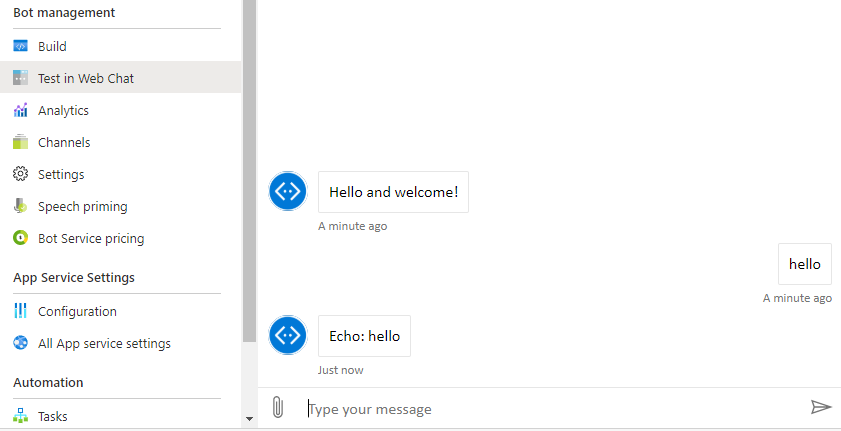 Bot management
Build
Test in Web Chat
Analytics
Channels
Settings
Speech priming
Bot Service pricing
App Service Settings
Configuration
All App service settings
Automation
Tasks
Hello and welcome!
A minute ago
hello
A minute ago
Echo: hello
Just now
Type your message